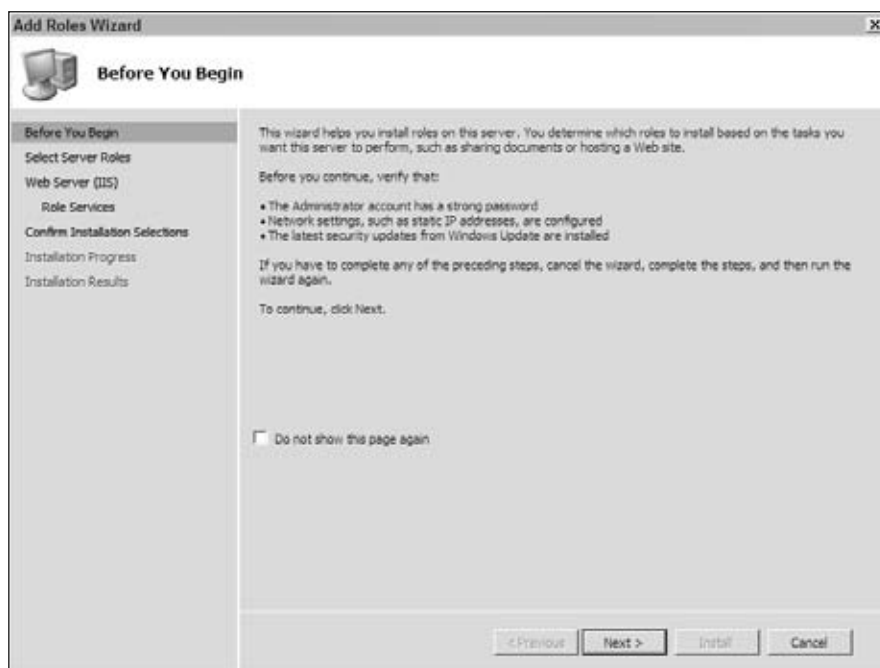 Add Roles Wizard
Before You Begin
Before You Begin
Select Server Roles
Web Server (IIS)
Role Services
Confirm Installation Selections
Installation Progress
Installation Results
This wizard helps you install roles on this server. You determine which roles to install based on the tasks you
want this server to perform, such as sharing documents or hosting a Web site.
Before you continue, verify that:
• The Administrator account has a strong password
• Network settings, such as static IP addresses, are configured
• The latest security updates from Windows Update are installed
If you have to complete any of the preceding steps, cancel the wizard, complete the steps, and then run the
wizard again.
To continue, click Next.
Do not show this page again
< Previous
Next >
Install
Cancel